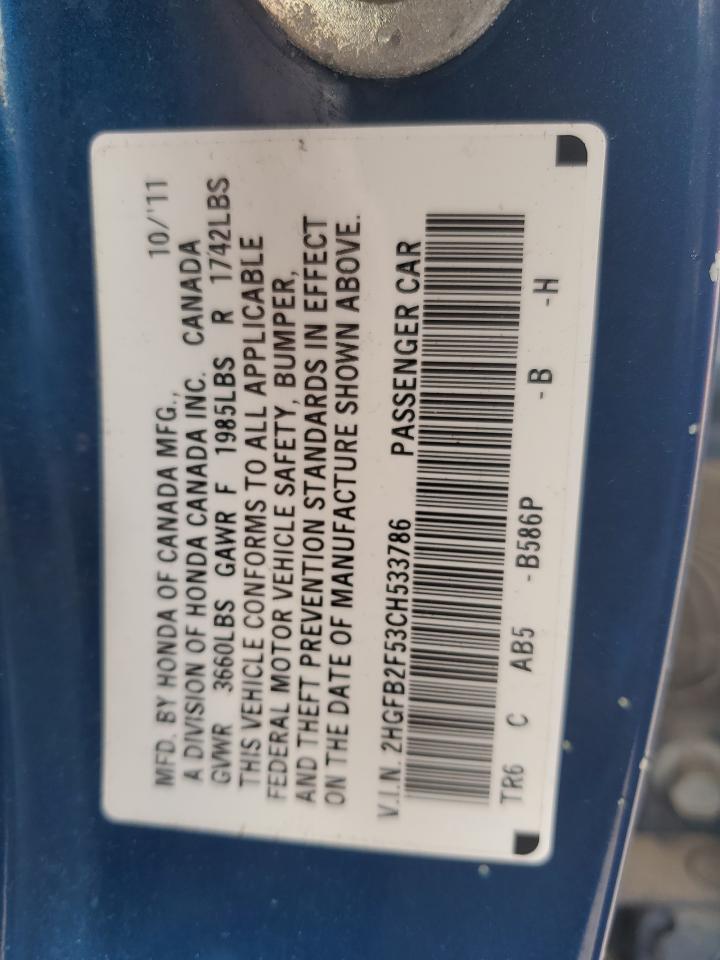 MFD. BY HONDA OF CANADA MFG., 10/'11
A DIVISION OF HONDA CANADA INC. CANADA
GVWR 3660LBS GAWR F 1985LBS R 1742LBS
THIS VEHICLE CONFORMS TO ALL APPLICABLE
FEDERAL MOTOR VEHICLE SAFETY, BUMPER,
AND THEFT PREVENTION STANDARDS IN EFFECT
ON THE DATE OF MANUFACTURE SHOWN ABOVE.
V.I.N. 2HGFB2F53CH533786 PASSENGER CAR
TR6 C AB5 -B586P -B -H